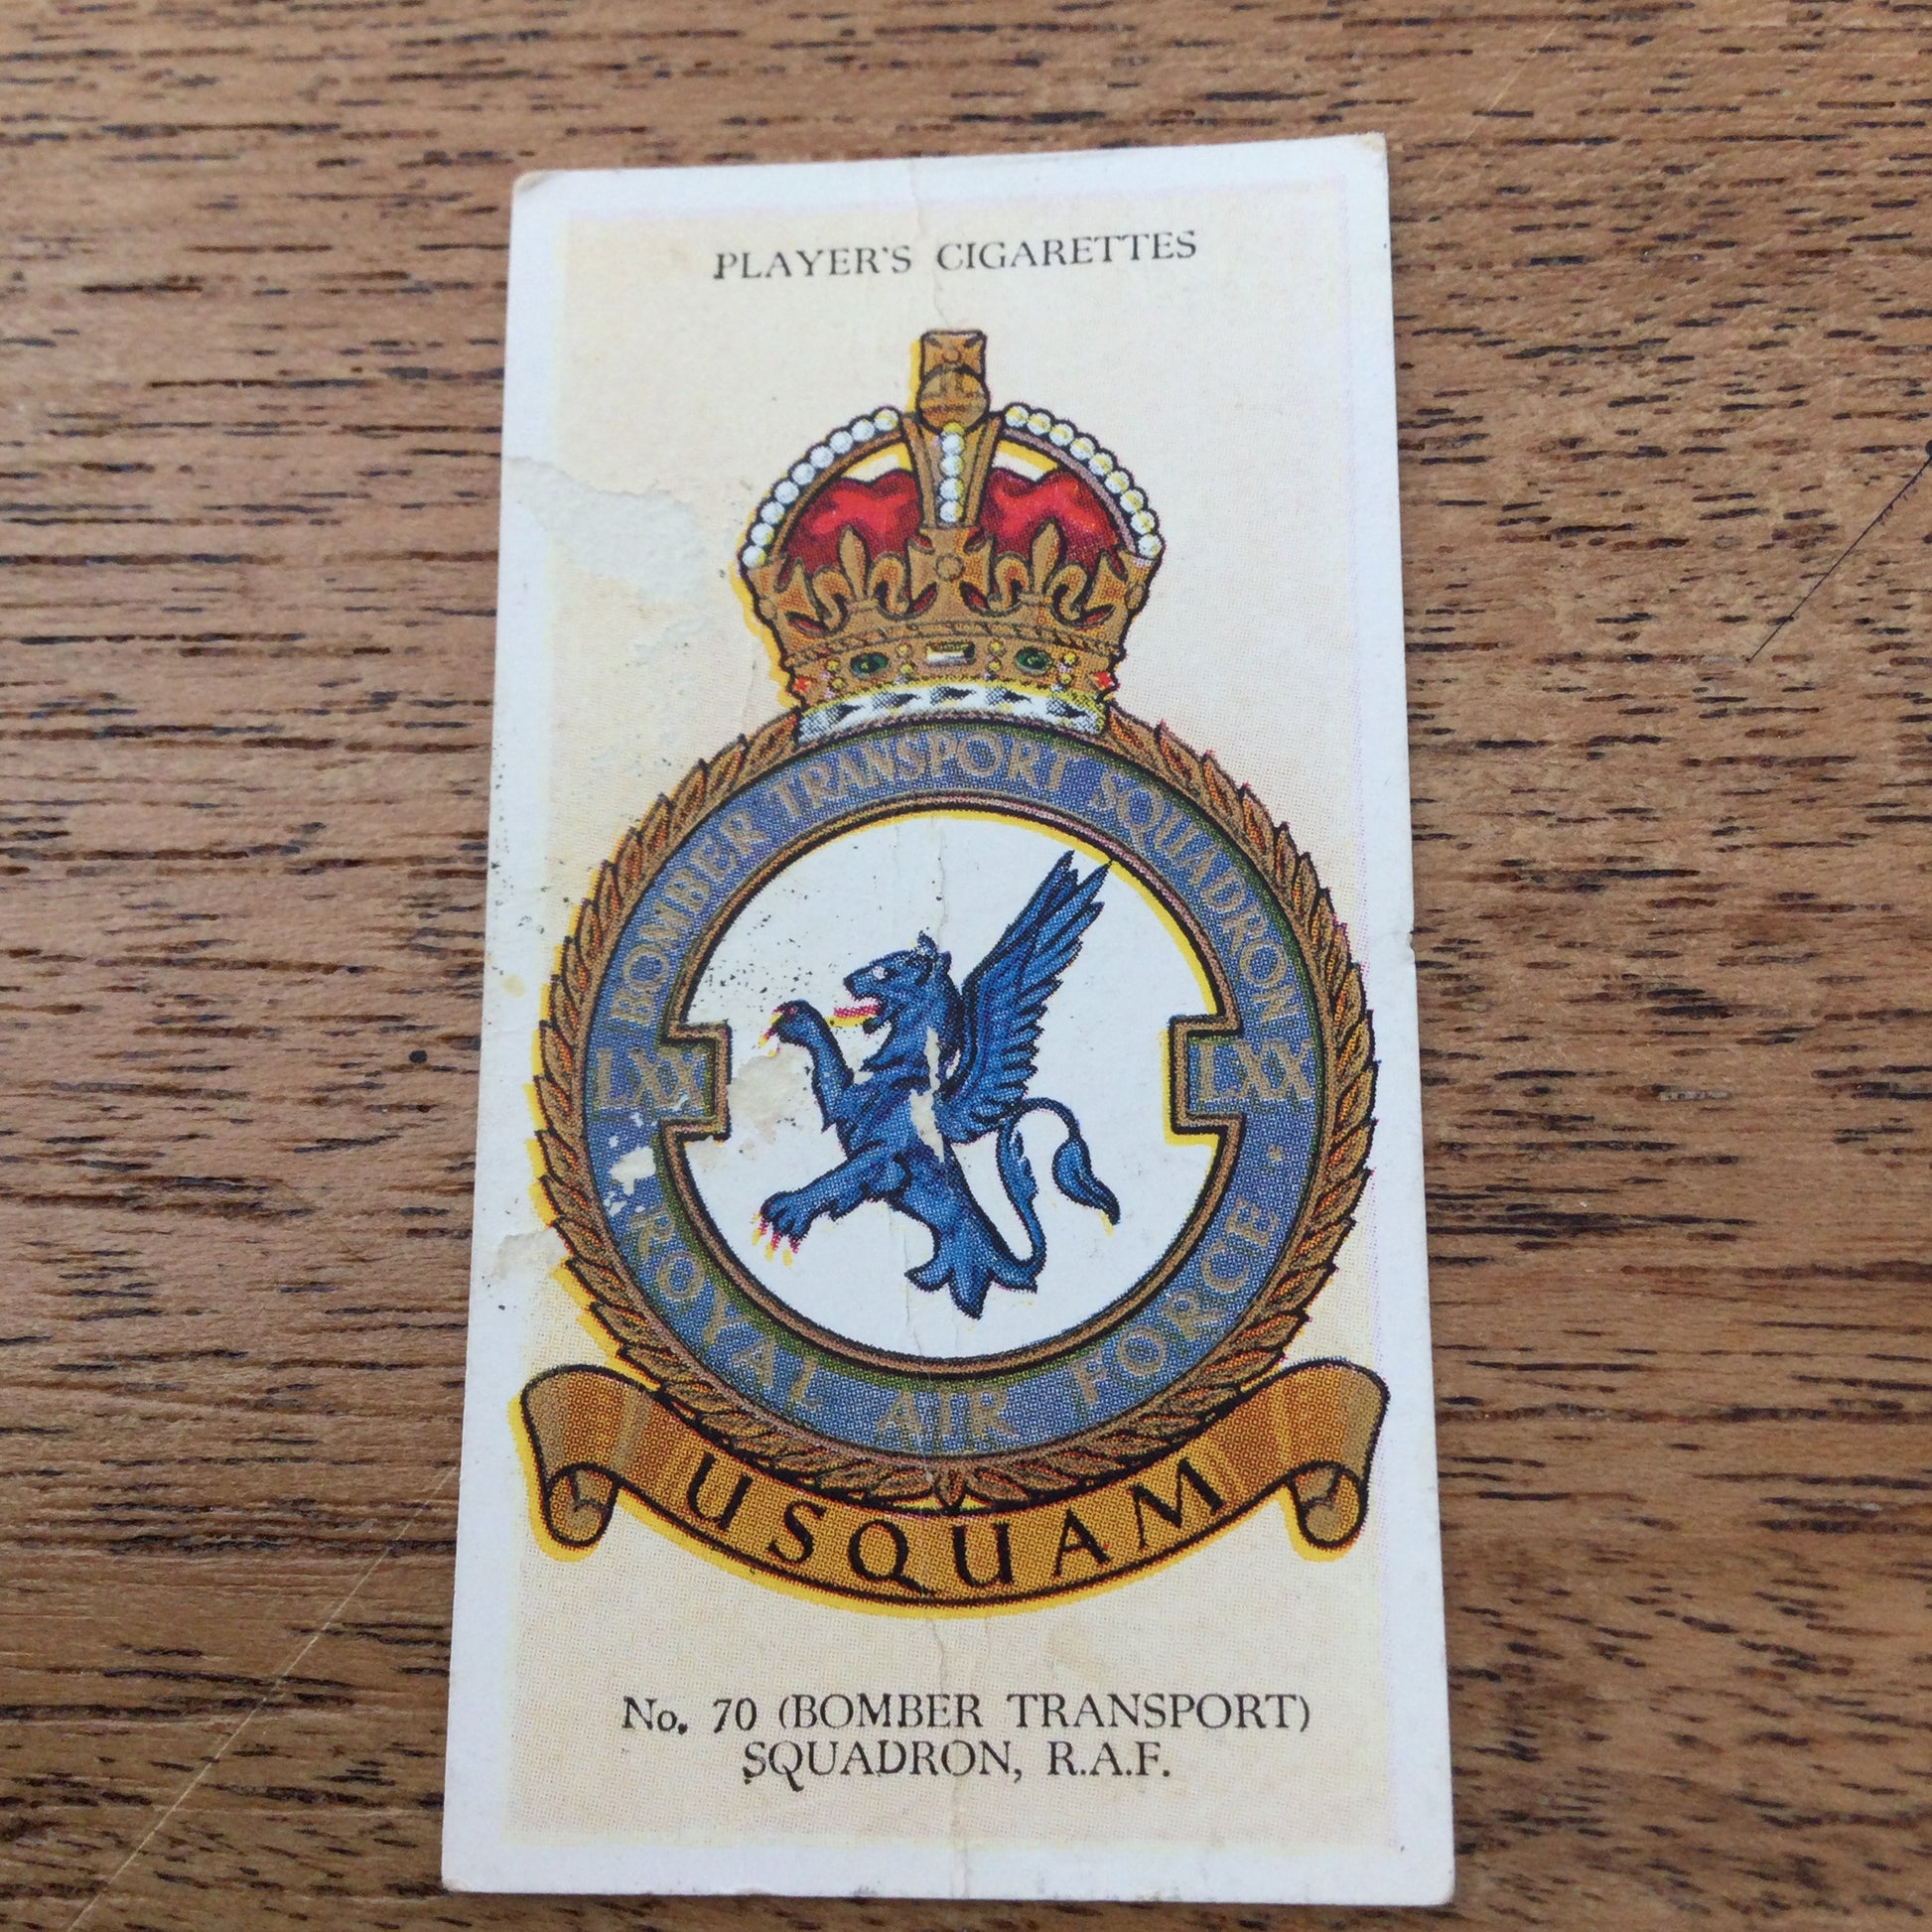 PLAYER'S CIGARETTES
BOMBER TRANSPORT SQUADRON
LXX
LXX
ROYAL AIR FORCE
USQUAM
No. 70 (BOMBER TRANSPORT)
SQUADRON, R.A.F.